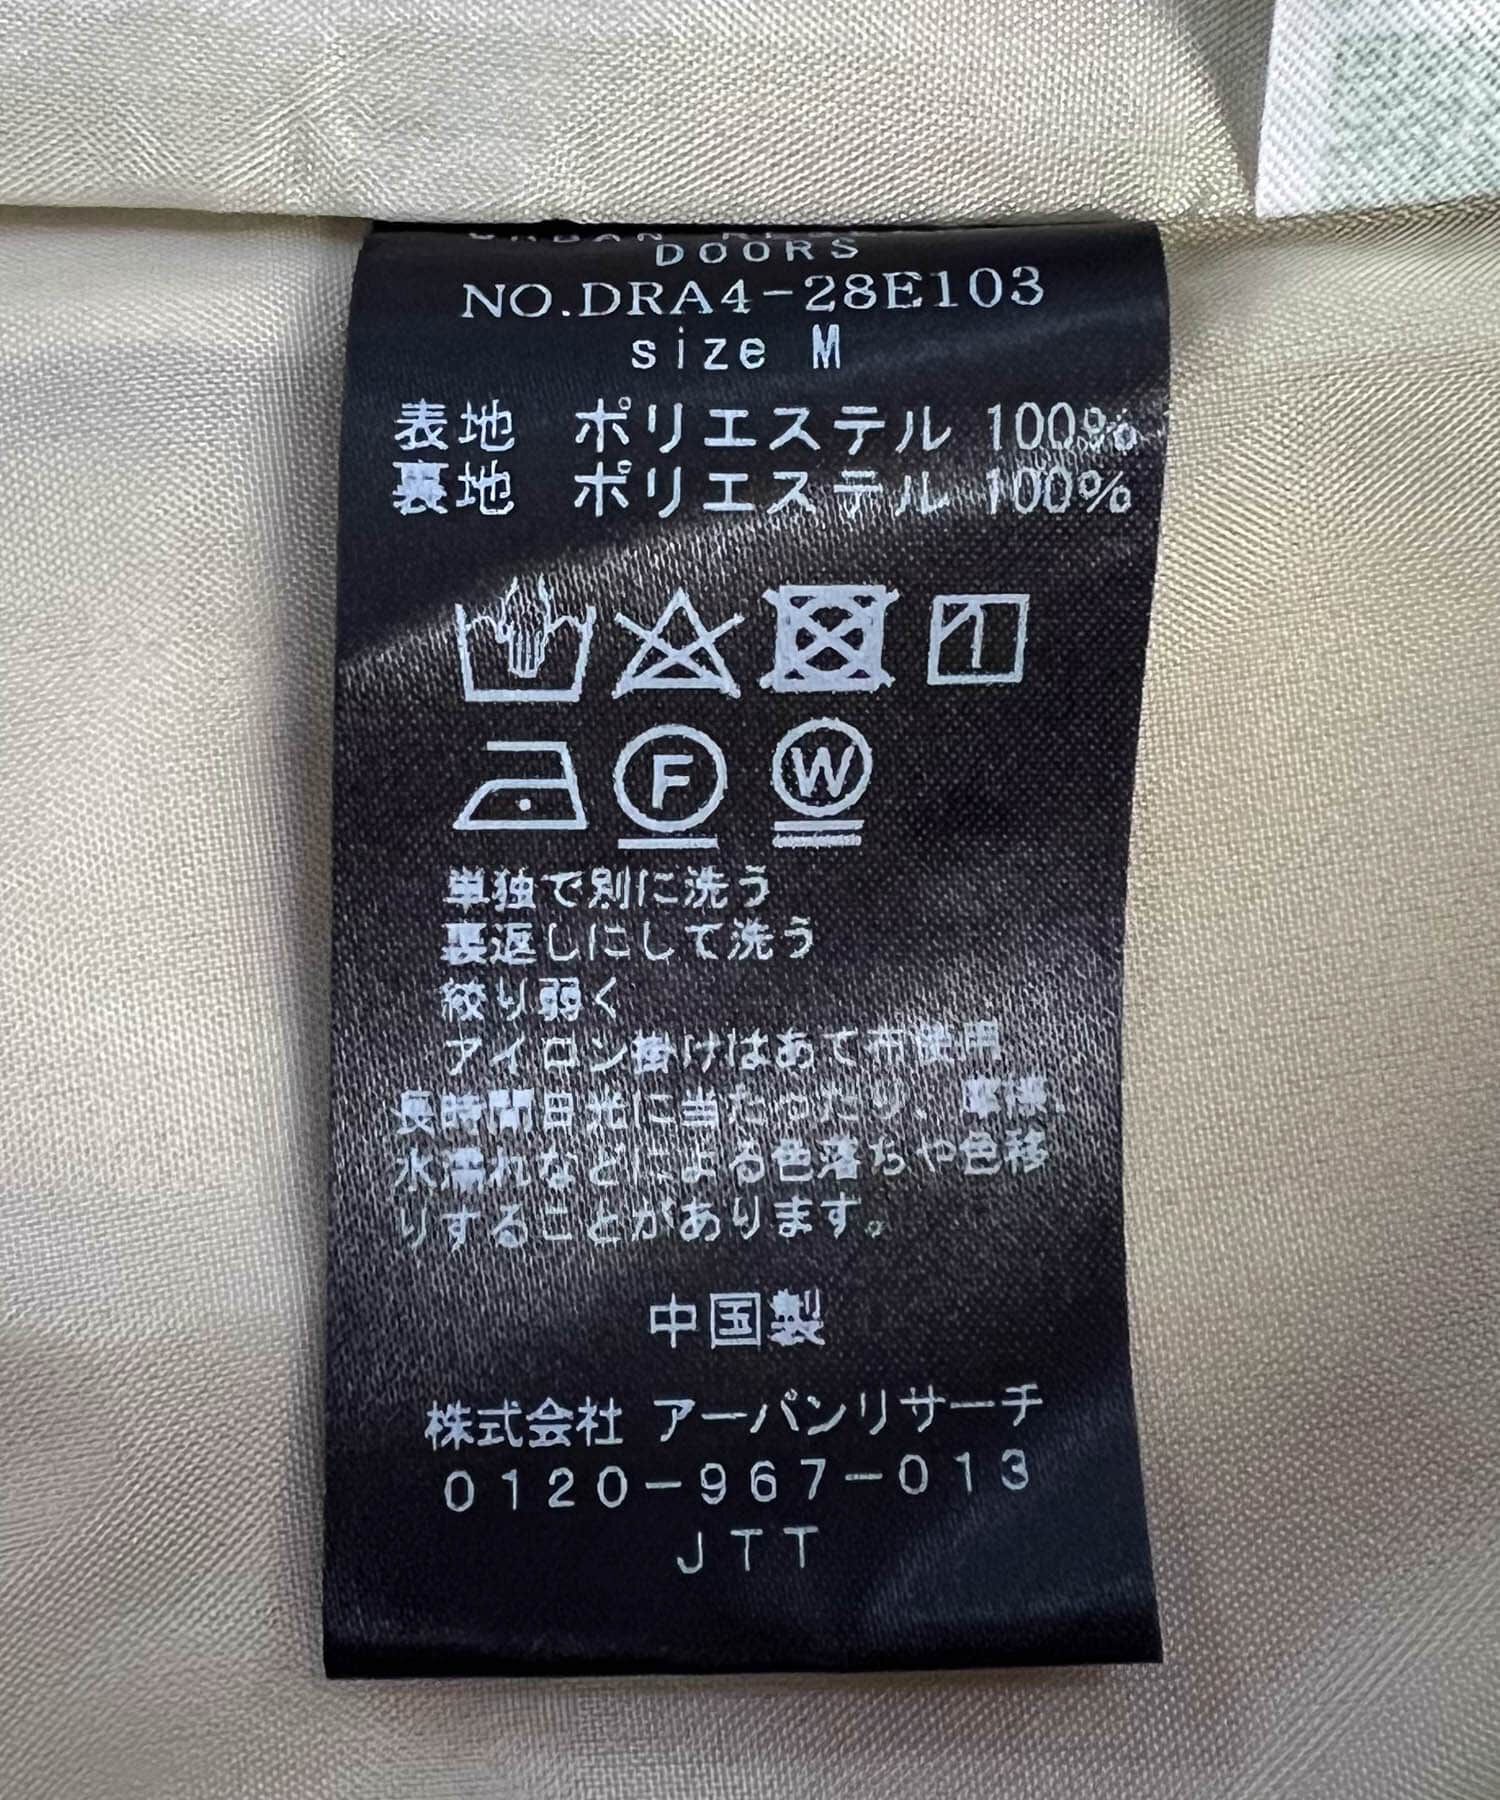 DOORS
NO.DRA4-28E103
size M
表地 ポリエステル 100%
裏地 ポリエステル 100%
F
W
単独で別に洗う
裏返しにして洗う
絞り弱く
アイロン掛けはあて布使用
長時間日光に当たったり、摩擦、
水濡れなどによる色落ちや色移
りすることがあります。
中国製
株式会社 アーバンリサーチ
0120-967-013
JTT